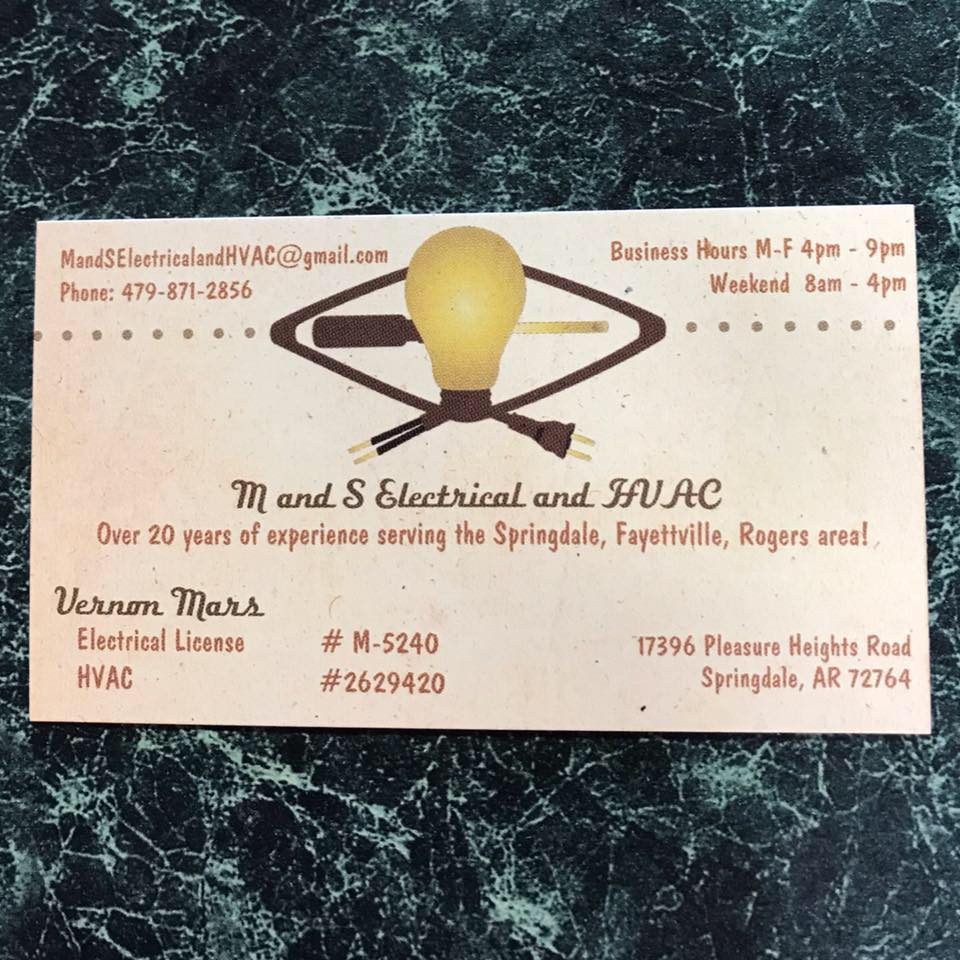 MandSElectricalandHVAC@gmail.com
Phone: 479-871-2856
Business Hours M-F 4pm - 9pm
Weekend 8am - 4pm
M and S Electrical and HVAC
Over 20 years of experience serving the Springdale, Fayettville, Rogers area!
Vernon Mars
Electrical License # M-5240
HVAC #2629420
17396 Pleasure Heights Road
Springdale, AR 72764